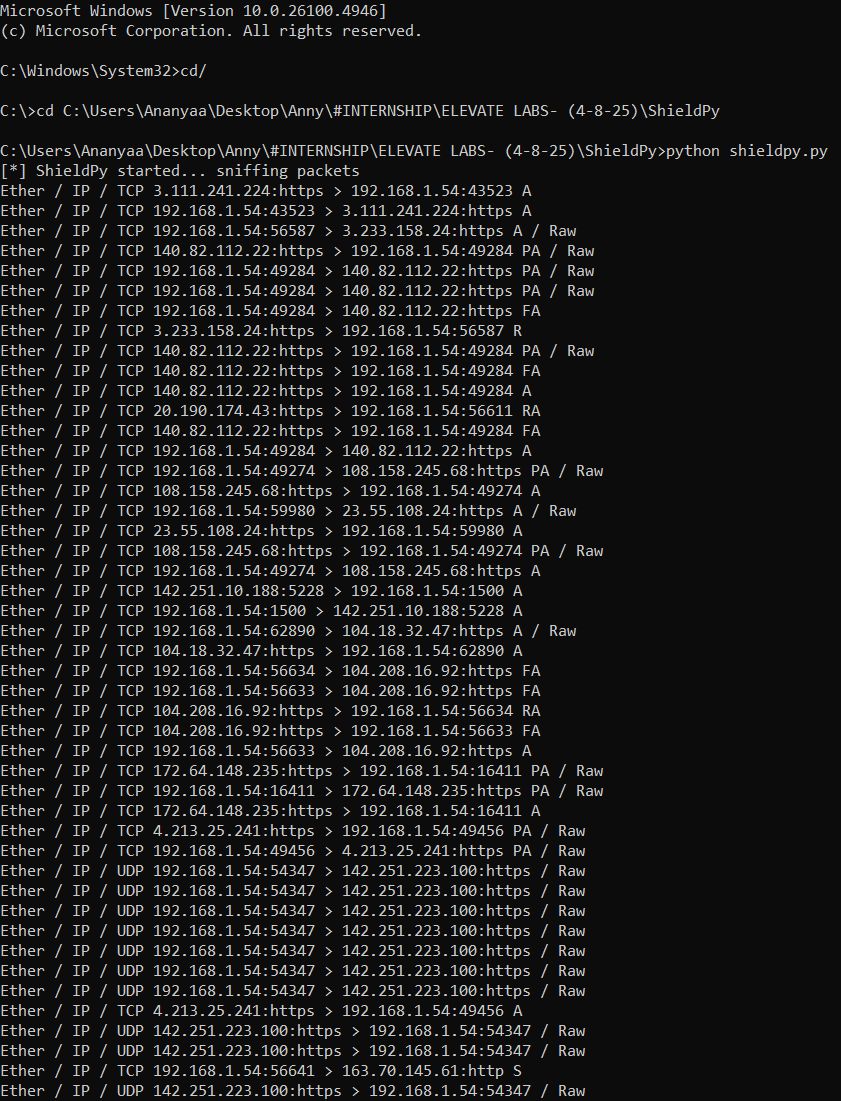 Microsoft Windows [Version 10.0.26100.4946]
(c) Microsoft Corporation. All rights reserved.
C:\Windows\System32>cd/
C:\>cd C:\Users\Ananyaa\Desktop\Anny\#INTERNSHIP\ELEVATE LABS- (4-8-25)\ShieldPy
C:\Users\Ananyaa\Desktop\Anny\#INTERNSHIP\ELEVATE LABS- (4-8-25)\ShieldPy>python shieldpy.py
[*] ShieldPy started... sniffing packets
Ether / IP / TCP 3.111.241.224:https > 192.168.1.54:43523 A
Ether / IP / TCP 192.168.1.54:43523 > 3.111.241.224:https A
Ether / IP / TCP 192.168.1.54:56587 > 3.233.158.24:https A / Raw
Ether / IP / TCP 140.82.112.22:https > 192.168.1.54:49284 PA / Raw
Ether / IP / TCP 192.168.1.54:49284 > 140.82.112.22:https PA / Raw
Ether / IP / TCP 192.168.1.54:49284 > 140.82.112.22:https PA / Raw
Ether / IP / TCP 192.168.1.54:49284 > 140.82.112.22:https FA
Ether / IP / TCP 3.233.158.24:https > 192.168.1.54:56587 R
Ether / IP / TCP 140.82.112.22:https > 192.168.1.54:49284 PA / Raw
Ether / IP / TCP 140.82.112.22:https > 192.168.1.54:49284 FA
Ether / IP / TCP 140.82.112.22:https > 192.168.1.54:49284 A
Ether / IP / TCP 20.190.174.43:https > 192.168.1.54:56611 RA
Ether / IP / TCP 140.82.112.22:https > 192.168.1.54:49284 FA
Ether / IP / TCP 192.168.1.54:49284 > 140.82.112.22:https A
Ether / IP / TCP 192.168.1.54:49274 > 108.158.245.68:https PA / Raw
Ether / IP / TCP 108.158.245.68:https > 192.168.1.54:49274 A
Ether / IP / TCP 192.168.1.54:59980 > 23.55.108.24:https A / Raw
Ether / IP / TCP 23.55.108.24:https > 192.168.1.54:59980 A
Ether / IP / TCP 108.158.245.68:https > 192.168.1.54:49274 PA / Raw
Ether / IP / TCP 192.168.1.54:49274 > 108.158.245.68:https A
Ether / IP / TCP 142.251.10.188:5228 > 192.168.1.54:1500 A
Ether / IP / TCP 192.168.1.54:1500 > 142.251.10.188:5228 A
Ether / IP / TCP 192.168.1.54:62890 > 104.18.32.47:https A / Raw
Ether / IP / TCP 104.18.32.47:https > 192.168.1.54:62890 A
Ether / IP / TCP 192.168.1.54:56634 > 104.208.16.92:https FA
Ether / IP / TCP 192.168.1.54:56633 > 104.208.16.92:https FA
Ether / IP / TCP 104.208.16.92:https > 192.168.1.54:56634 RA
Ether / IP / TCP 104.208.16.92:https > 192.168.1.54:56633 FA
Ether / IP / TCP 192.168.1.54:56633 > 104.208.16.92:https A
Ether / IP / TCP 172.64.148.235:https > 192.168.1.54:16411 PA / Raw
Ether / IP / TCP 192.168.1.54:16411 > 172.64.148.235:https PA / Raw
Ether / IP / TCP 172.64.148.235:https > 192.168.1.54:16411 A
Ether / IP / TCP 4.213.25.241:https > 192.168.1.54:49456 PA / Raw
Ether / IP / TCP 192.168.1.54:49456 > 4.213.25.241:https PA / Raw
Ether / IP / UDP 192.168.1.54:54347 > 142.251.223.100:https / Raw
Ether / IP / UDP 192.168.1.54:54347 > 142.251.223.100:https / Raw
Ether / IP / UDP 192.168.1.54:54347 > 142.251.223.100:https / Raw
Ether / IP / UDP 192.168.1.54:54347 > 142.251.223.100:https / Raw
Ether / IP / UDP 192.168.1.54:54347 > 142.251.223.100:https / Raw
Ether / IP / UDP 192.168.1.54:54347 > 142.251.223.100:https / Raw
Ether / IP / UDP 192.168.1.54:54347 > 142.251.223.100:https / Raw
Ether / IP / TCP 4.213.25.241:https > 192.168.1.54:49456 A
Ether / IP / UDP 142.251.223.100:https > 192.168.1.54:54347 / Raw
Ether / IP / UDP 142.251.223.100:https > 192.168.1.54:54347 / Raw
Ether / IP / TCP 192.168.1.54:56641 > 163.70.145.61:http S
Ether / IP / UDP 142.251.223.100:https > 192.168.1.54:54347 / Raw